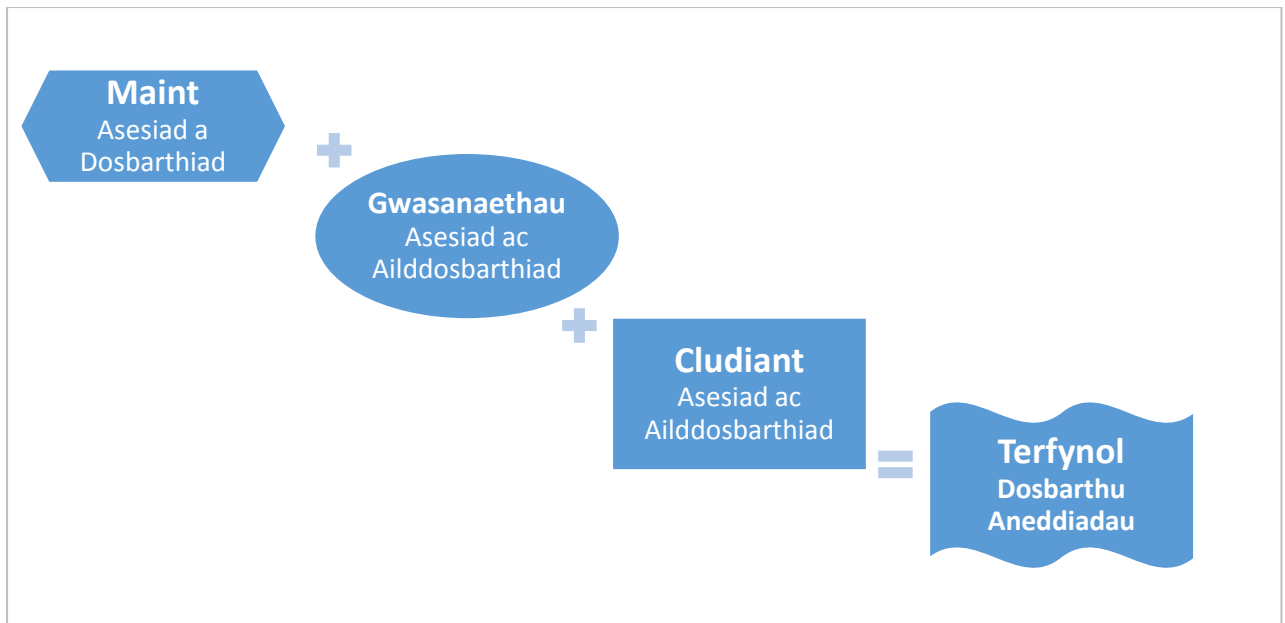 Maint
Asesiad a
Dosbarthiad
+
Gwasanaethau
Asesiad ac
Ailddosbarthiad
+
Cludiant
Asesiad ac
Ailddosbarthiad
=
Terfynol
Dosbarthu
Aneddiadau